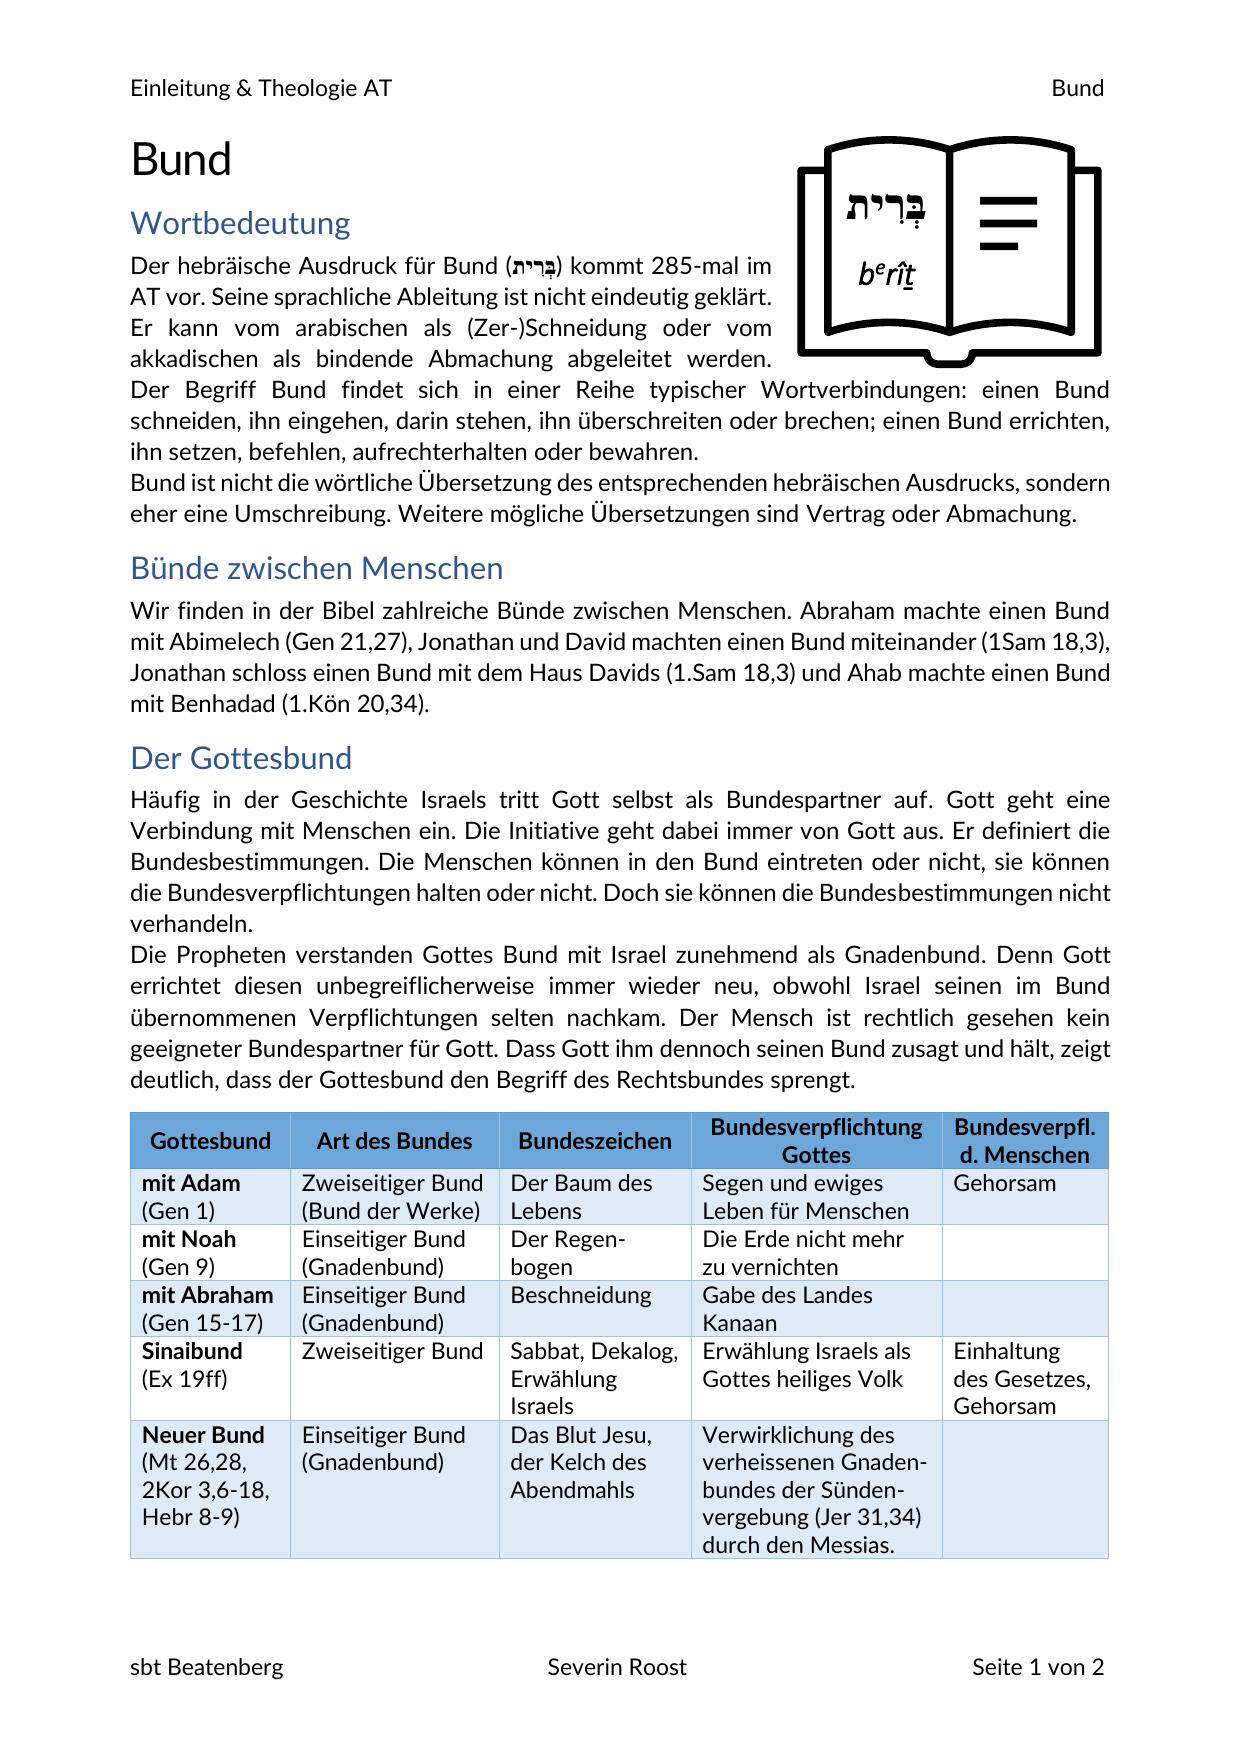 Einleitung & Theologie AT Bund
Bund
Wortbedeutung
בְּרִית
bᵉrîṯ
Der hebräische Ausdruck für Bund (בְּרִית) kommt 285-mal im
AT vor. Seine sprachliche Ableitung ist nicht eindeutig geklärt.
Er kann vom arabischen als (Zer-)Schneidung oder vom
akkadischen als bindende Abmachung abgeleitet werden.
Der Begriff Bund findet sich in einer Reihe typischer Wortverbindungen: einen Bund
schneiden, ihn eingehen, darin stehen, ihn überschreiten oder brechen; einen Bund errichten,
ihn setzen, befehlen, aufrechterhalten oder bewahren.
Bund ist nicht die wörtliche Übersetzung des entsprechenden hebräischen Ausdrucks, sondern
eher eine Umschreibung. Weitere mögliche Übersetzungen sind Vertrag oder Abmachung.
Bünde zwischen Menschen
Wir finden in der Bibel zahlreiche Bünde zwischen Menschen. Abraham machte einen Bund
mit Abimelech (Gen 21,27), Jonathan und David machten einen Bund miteinander (1Sam 18,3),
Jonathan schloss einen Bund mit dem Haus Davids (1.Sam 18,3) und Ahab machte einen Bund
mit Benhadad (1.Kön 20,34).
Der Gottesbund
Häufig in der Geschichte Israels tritt Gott selbst als Bundespartner auf. Gott geht eine
Verbindung mit Menschen ein. Die Initiative geht dabei immer von Gott aus. Er definiert die
Bundesbestimmungen. Die Menschen können in den Bund eintreten oder nicht, sie können
die Bundesverpflichtungen halten oder nicht. Doch sie können die Bundesbestimmungen nicht
verhandeln.
Die Propheten verstanden Gottes Bund mit Israel zunehmend als Gnadenbund. Denn Gott
errichtet diesen unbegreiflicherweise immer wieder neu, obwohl Israel seinen im Bund
übernommenen Verpflichtungen selten nachkam. Der Mensch ist rechtlich gesehen kein
geeigneter Bundespartner für Gott. Dass Gott ihm dennoch seinen Bund zusagt und hält, zeigt
deutlich, dass der Gottesbund den Begriff des Rechtsbundes sprengt.
Gottesbund Art des Bundes Bundeszeichen Bundesverpflichtung Bundesverpfl.
Gottes d. Menschen
mit Adam Zweiseitiger Bund Der Baum des Segen und ewiges Gehorsam
(Gen 1) (Bund der Werke) Lebens Leben für Menschen
mit Noah Einseitiger Bund Der Regen- Die Erde nicht mehr
(Gen 9) (Gnadenbund) bogen zu vernichten
mit Abraham Einseitiger Bund Beschneidung Gabe des Landes
(Gen 15-17) (Gnadenbund) Kanaan
Sinaibund Zweiseitiger Bund Sabbat, Dekalog, Erwählung Israels als Einhaltung
(Ex 19ff) Erwählung Gottes heiliges Volk des Gesetzes,
Israels Gehorsam
Neuer Bund Einseitiger Bund Das Blut Jesu, Verwirklichung des
(Mt 26,28, (Gnadenbund) der Kelch des verheissenen Gnaden-
2Kor 3,6-18, Abendmahls bundes der Sünden-
Hebr 8-9) vergebung (Jer 31,34)
durch den Messias.
sbt Beatenberg Severin Roost Seite 1 von 2